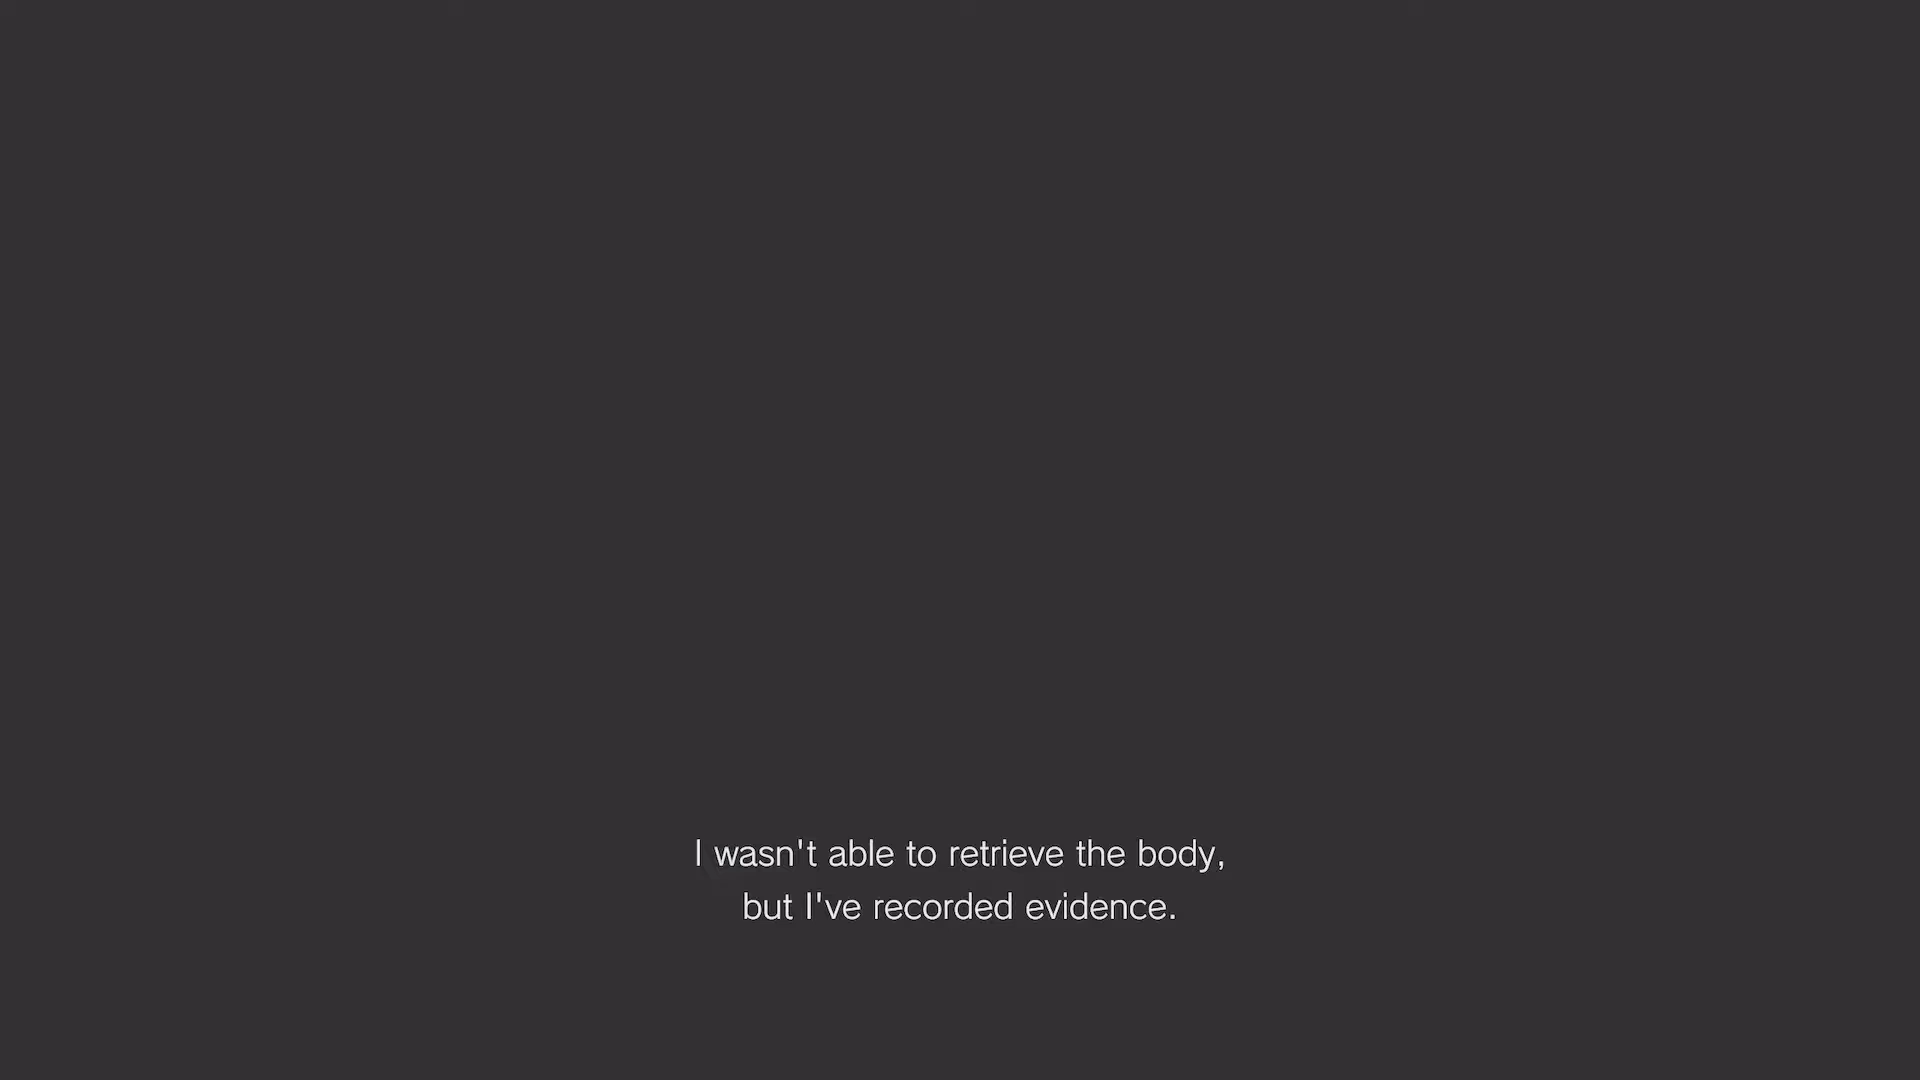 I wasn't able to retrieve the body,
but I've recorded evidence.